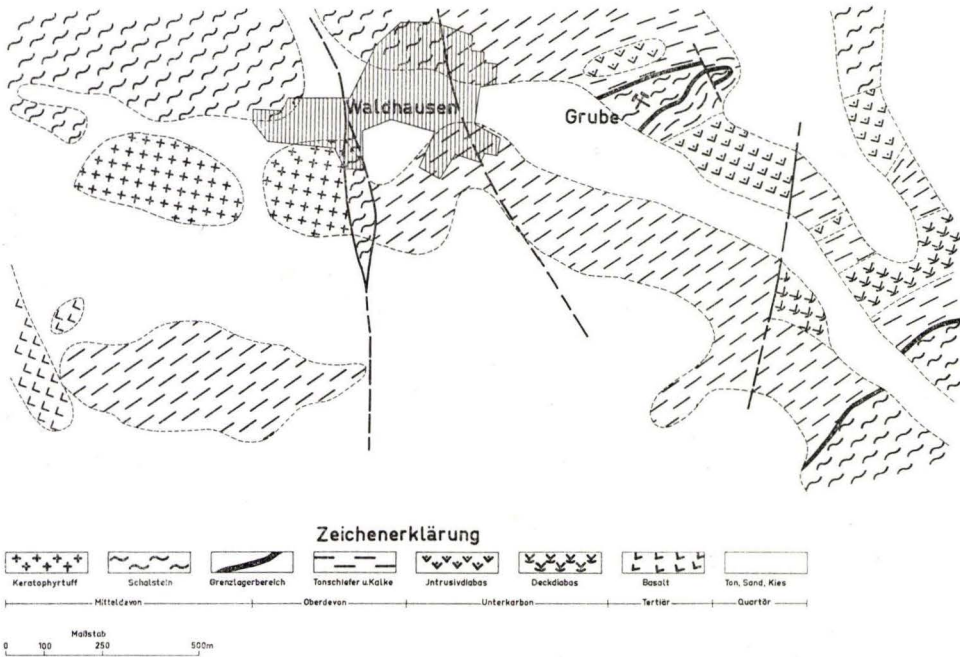 Waldhausen
Grube
Zeichenerklärung
Keratophyrtuff Schalstein Grenzlagerbereich Tonschiefer u.Kalke Jntrusivdiabas Deckdiabas Basalt Ton, Sand, Kies
Mitteldevon Oberdevon Unterkarbon Tertiär Quartär
Maßstab
0 100 250 500m